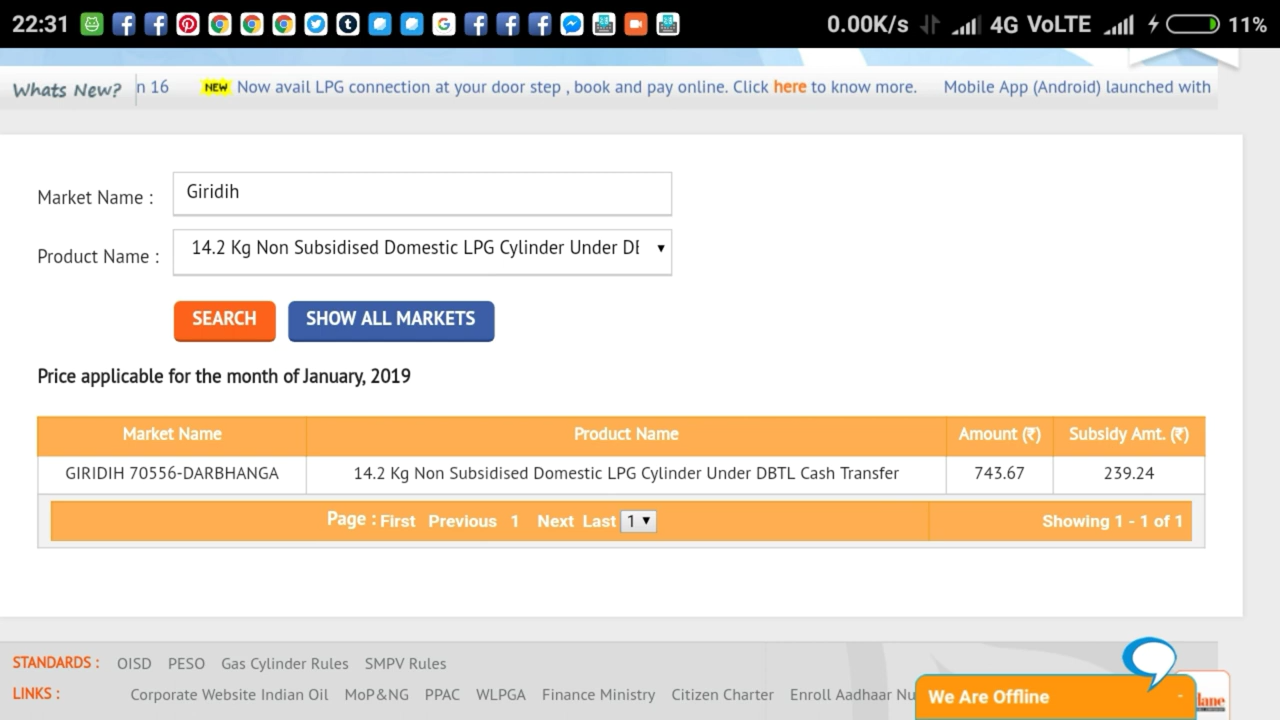 22:31 0.00K/s 4G VoLTE 11%
Whats New? n 16 NEW Now avail LPG connection at your door step , book and pay online. Click here to know more. Mobile App (Android) launched with
Market Name : Giridih
Product Name : 14.2 Kg Non Subsidised Domestic LPG Cylinder Under
SEARCH SHOW ALL MARKETS
Price applicable for the month of January, 2019
Market Name Product Name Amount (₹) Subsidy Amt. (₹)
GIRIDIH 70556-DARBHANGA 14.2 Kg Non Subsidised Domestic LPG Cylinder Under DBTL Cash Transfer 743.67 239.24
Page : First Previous 1 Next Last 1 Showing 1 - 1 of 1
STANDARDS : OISD PESO Gas Cylinder Rules SMPV Rules
LINKS : Corporate Website Indian Oil MoP&NG PPAC WLPGA Finance Ministry Citizen Charter Enroll Aadhaar Nu
We Are Offline -